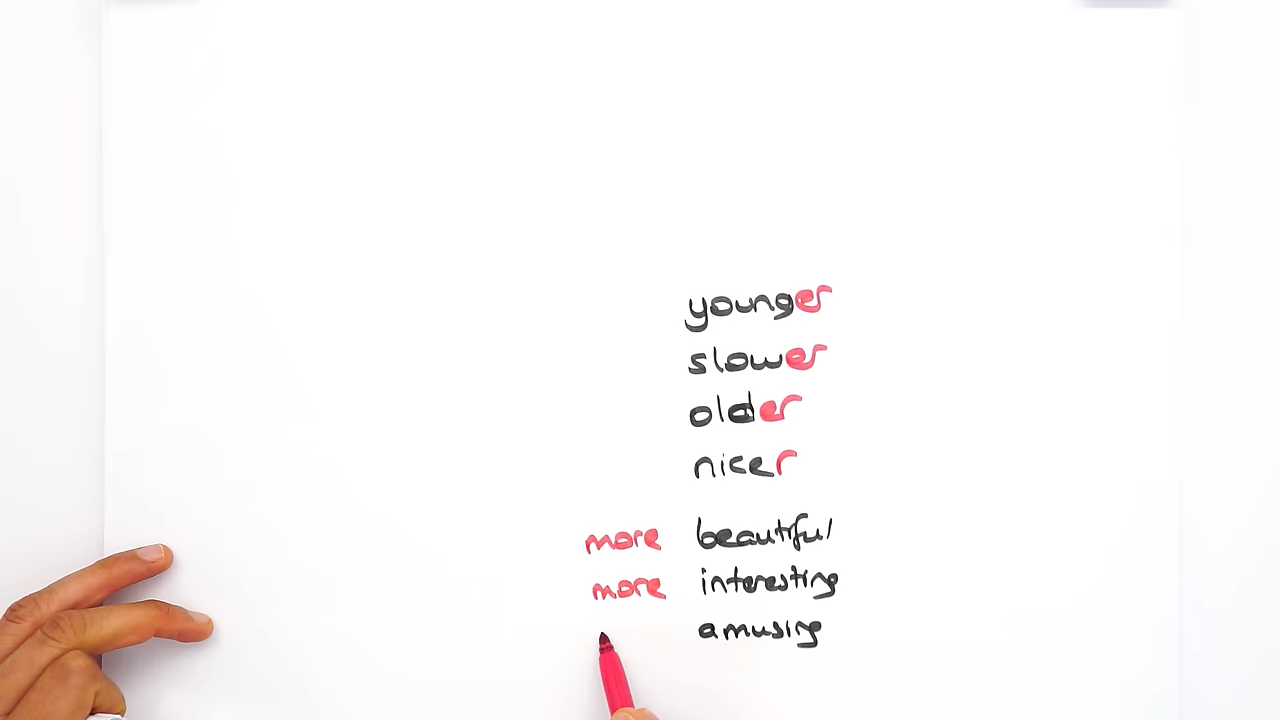 younger
slower
older
nicer
more beautiful
more interesting
amusing